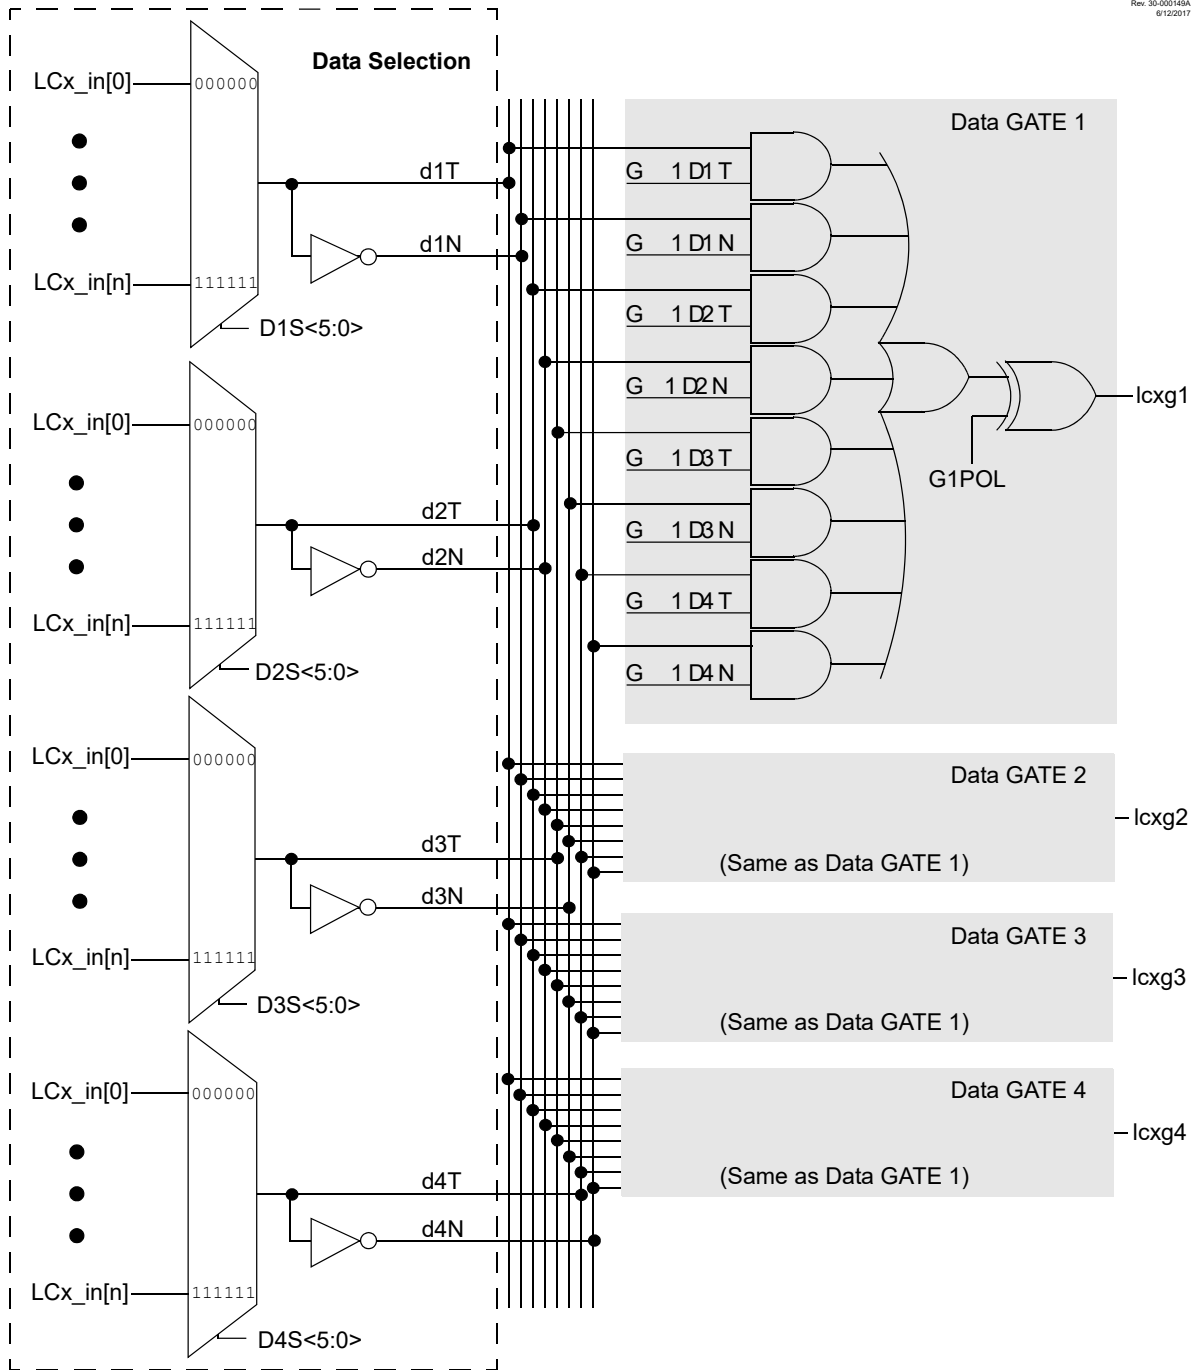 Rev. 30-000149A
6/12/2017
Data Selection
LCx_in[0]
000000
LCx_in[n]
111111
D1S<5:0>
d1T
d1N
LCx_in[0]
000000
LCx_in[n]
111111
D2S<5:0>
d2T
d2N
LCx_in[0]
000000
LCx_in[n]
111111
D3S<5:0>
d3T
d3N
LCx_in[0]
000000
LCx_in[n]
111111
D4S<5:0>
d4T
d4N
Data GATE 1
G 1 D1 T
G 1 D1 N
G 1 D2 T
G 1 D2 N
G 1 D3 T
G 1 D3 N
G 1 D4 T
G 1 D4 N
G1POL
lcxg1
Data GATE 2
(Same as Data GATE 1)
lcxg2
Data GATE 3
(Same as Data GATE 1)
lcxg3
Data GATE 4
(Same as Data GATE 1)
lcxg4